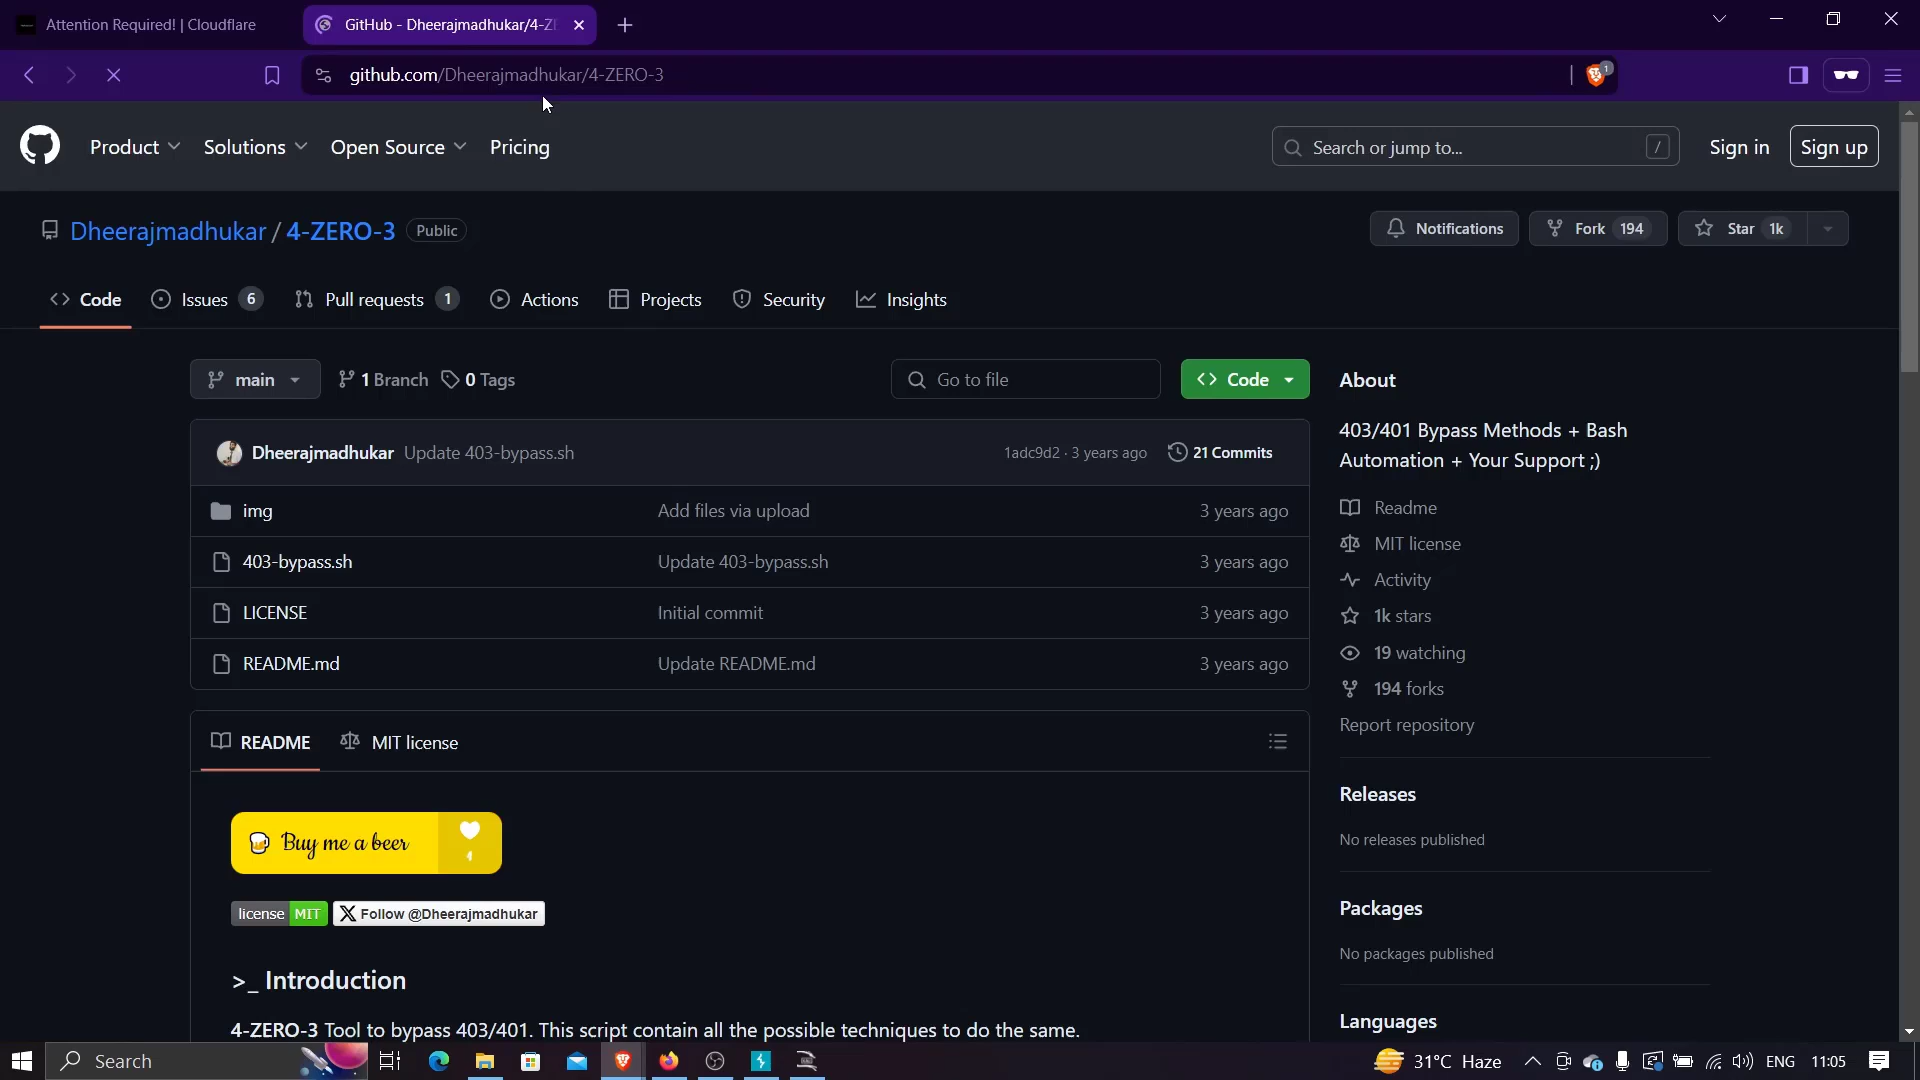 Attention Required! | Cloudflare
GitHub - Dheerajmadhukar/4-ZE
github.com/Dheerajmadhukar/4-ZERO-3
1
Product
Solutions
Open Source
Pricing
Search or jump to...
/
Sign in
Sign up
Dheerajmadhukar / 4-ZERO-3 Public
Notifications
Fork 194
Star 1k
Code
Issues 6
Pull requests 1
Actions
Projects
Security
Insights
main
1 Branch
0 Tags
Go to file
Code
About
403/401 Bypass Methods + Bash
Automation + Your Support ;)
Dheerajmadhukar Update 403-bypass.sh 1adc9d2 · 3 years ago 21 Commits
img Add files via upload 3 years ago
403-bypass.sh Update 403-bypass.sh 3 years ago
LICENSE Initial commit 3 years ago
README.md Update README.md 3 years ago
Readme
MIT license
Activity
1k stars
19 watching
194 forks
Report repository
README
MIT license
Releases
No releases published
Buy me a beer
license MIT
Follow @Dheerajmadhukar
Packages
No packages published
>_ Introduction
4-ZERO-3 Tool to bypass 403/401. This script contain all the possible techniques to do the same.
Languages
Search
31°C Haze
ENG
11:05